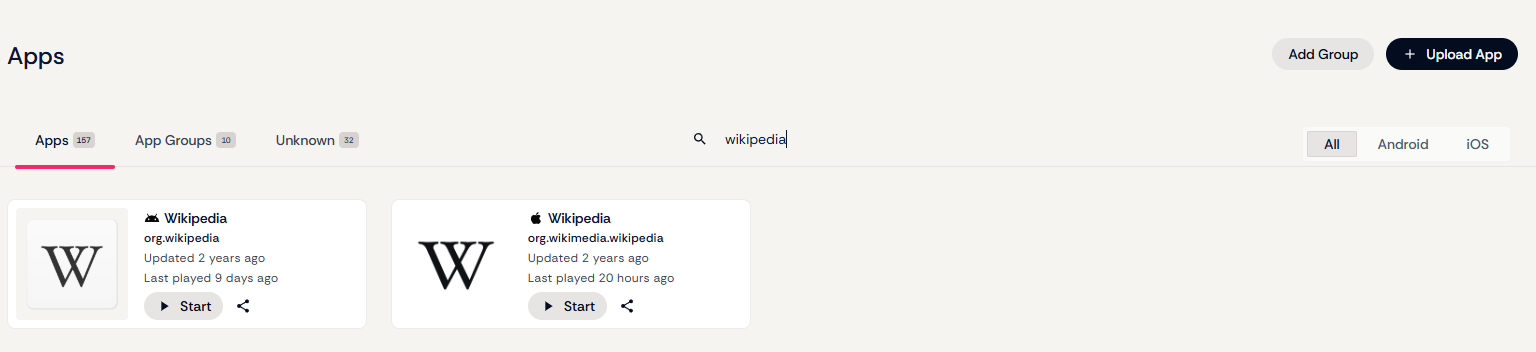 Apps
Add Group
+ Upload App
Apps 157
App Groups 10
Unknown 32
wikipedia
All
Android
iOS
W
Wikipedia
org.wikipedia
Updated 2 years ago
Last played 9 days ago
Start
W
Wikipedia
org.wikimedia.wikipedia
Updated 2 years ago
Last played 20 hours ago
Start